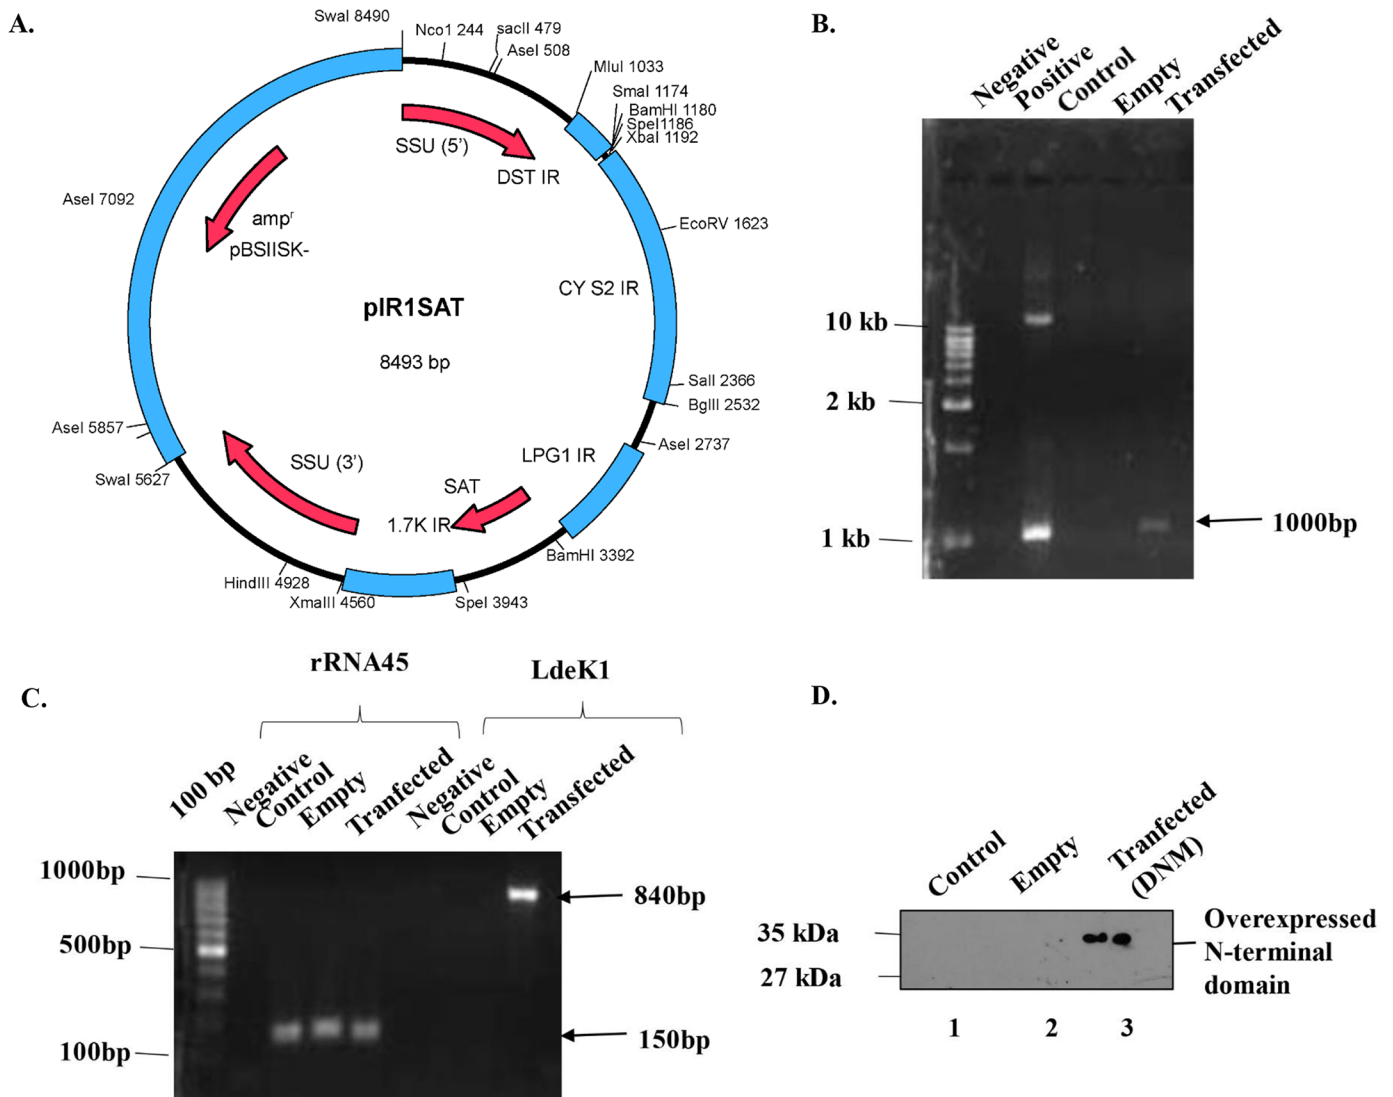 A.
SwaI 8490
Nco1 244
sacII 479
AseI 508
MluI 1033
SmaI 1174
BamHI 1180
SpeI1186
XbaI 1192
SSU (5')
DST IR
AseI 7092
ampʳ
pBSIISK-
EcoRV 1623
CY S2 IR
pIR1SAT
8493 bp
SalI 2366
BglII 2532
AseI 2737
AseI 5857
SwaI 5627
SSU (3')
LPG1 IR
SAT
1.7K IR
BamHI 3392
HindIII 4928
XmaIII 4560
SpeI 3943
B.
Negative
Positive
Control
Empty
Transfected
10 kb
2 kb
1 kb
1000bp
C.
rRNA45
LdeK1
100 bp
Negative
Control
Empty
Tranfected
Negative
Control
Empty
Transfected
1000bp
500bp
100bp
840bp
150bp
D.
Control
Empty
Tranfected
(DNM)
35 kDa
27 kDa
Overexpressed
N-terminal
domain
1 2 3